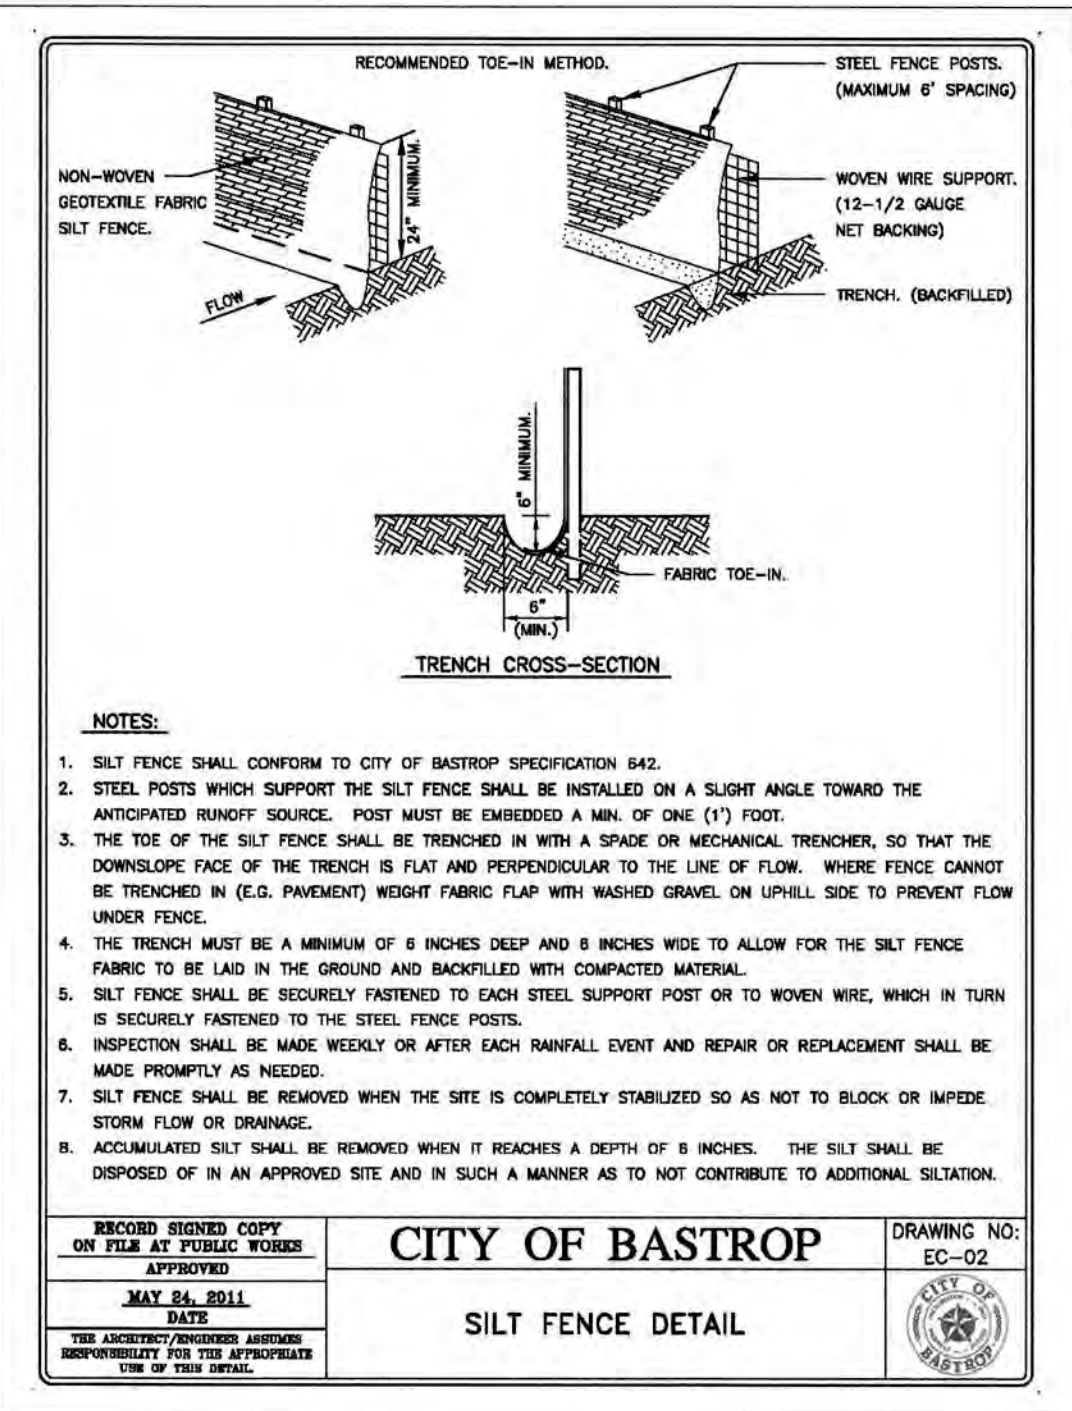 RECOMMENDED TOE-IN METHOD.
STEEL FENCE POSTS.
(MAXIMUM 6' SPACING)
NON-WOVEN
GEOTEXTILE FABRIC
SILT FENCE.
24" MINIMUM.
FLOW
WOVEN WIRE SUPPORT.
(12-1/2 GAUGE
NET BACKING)
TRENCH. (BACKFILLED)
6" MINIMUM.
FABRIC TOE-IN.
6"
(MIN.)
TRENCH CROSS-SECTION
NOTES:
1. SILT FENCE SHALL CONFORM TO CITY OF BASTROP SPECIFICATION 642.
2. STEEL POSTS WHICH SUPPORT THE SILT FENCE SHALL BE INSTALLED ON A SLIGHT ANGLE TOWARD THE
ANTICIPATED RUNOFF SOURCE. POST MUST BE EMBEDDED A MIN. OF ONE (1') FOOT.
3. THE TOE OF THE SILT FENCE SHALL BE TRENCHED IN WITH A SPADE OR MECHANICAL TRENCHER, SO THAT THE
DOWNSLOPE FACE OF THE TRENCH IS FLAT AND PERPENDICULAR TO THE LINE OF FLOW. WHERE FENCE CANNOT
BE TRENCHED IN (E.G. PAVEMENT) WEIGHT FABRIC FLAP WITH WASHED GRAVEL ON UPHILL SIDE TO PREVENT FLOW
UNDER FENCE.
4. THE TRENCH MUST BE A MINIMUM OF 6 INCHES DEEP AND 6 INCHES WIDE TO ALLOW FOR THE SILT FENCE
FABRIC TO BE LAID IN THE GROUND AND BACKFILLED WITH COMPACTED MATERIAL.
5. SILT FENCE SHALL BE SECURELY FASTENED TO EACH STEEL SUPPORT POST OR TO WOVEN WIRE, WHICH IN TURN
IS SECURELY FASTENED TO THE STEEL FENCE POSTS.
6. INSPECTION SHALL BE MADE WEEKLY OR AFTER EACH RAINFALL EVENT AND REPAIR OR REPLACEMENT SHALL BE
MADE PROMPTLY AS NEEDED.
7. SILT FENCE SHALL BE REMOVED WHEN THE SITE IS COMPLETELY STABILIZED SO AS NOT TO BLOCK OR IMPEDE
STORM FLOW OR DRAINAGE.
8. ACCUMULATED SILT SHALL BE REMOVED WHEN IT REACHES A DEPTH OF 6 INCHES. THE SILT SHALL BE
DISPOSED OF IN AN APPROVED SITE AND IN SUCH A MANNER AS TO NOT CONTRIBUTE TO ADDITIONAL SILTATION.
RECORD SIGNED COPY
ON FILE AT PUBLIC WORKS
APPROVED
MAY 24, 2011
DATE
THE ARCHITECT/ENGINEER ASSUMES
RESPONSIBILITY FOR THE APPROPRIATE
USE OF THIS DETAIL.
CITY OF BASTROP
SILT FENCE DETAIL
DRAWING NO:
EC-02
CITY OF
BASTROP